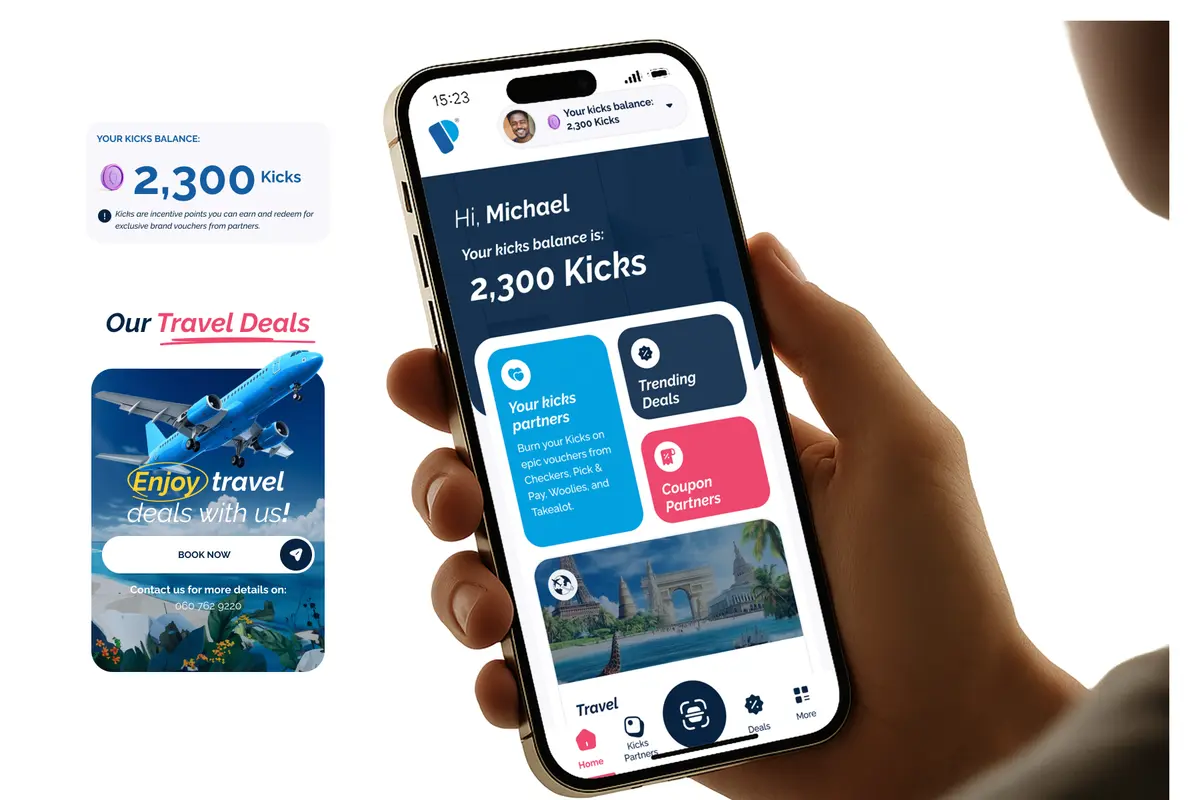 YOUR KICKS BALANCE:
2,300 Kicks
Kicks are incentive points you can earn and redeem for
exclusive brand vouchers from partners.
Our Travel Deals
Enjoy travel
deals with us!
BOOK NOW
Contact us for more details on:
060 762 9220
15:23
Your kicks balance:
2,300 Kicks
Hi, Michael
Your kicks balance is:
2,300 Kicks
Your kicks
partners
Burn your Kicks on
epic vouchers from
Checkers, Pick &
Pay, Woolies, and
Takealot.
Trending
Deals
Coupon
Partners
Travel
Home
Kicks
Partners
Deals
More